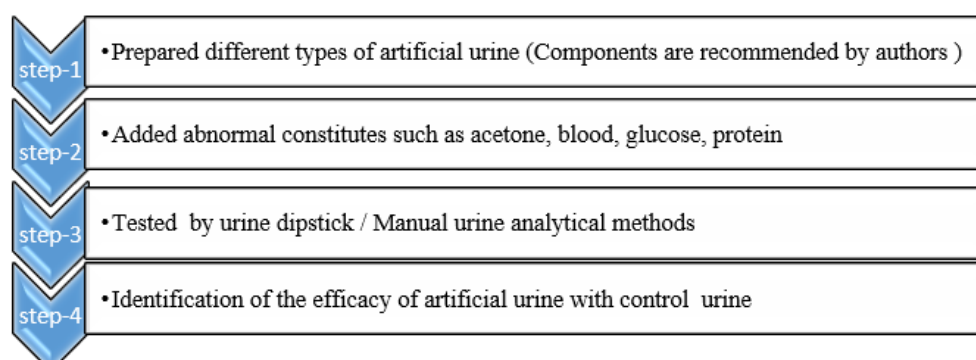 step-1
•Prepared different types of artificial urine (Components are recommended by authors )
step-2
•Added abnormal constitutes such as acetone, blood, glucose, protein
step-3
•Tested by urine dipstick / Manual urine analytical methods
step-4
•Identification of the efficacy of artificial urine with control urine